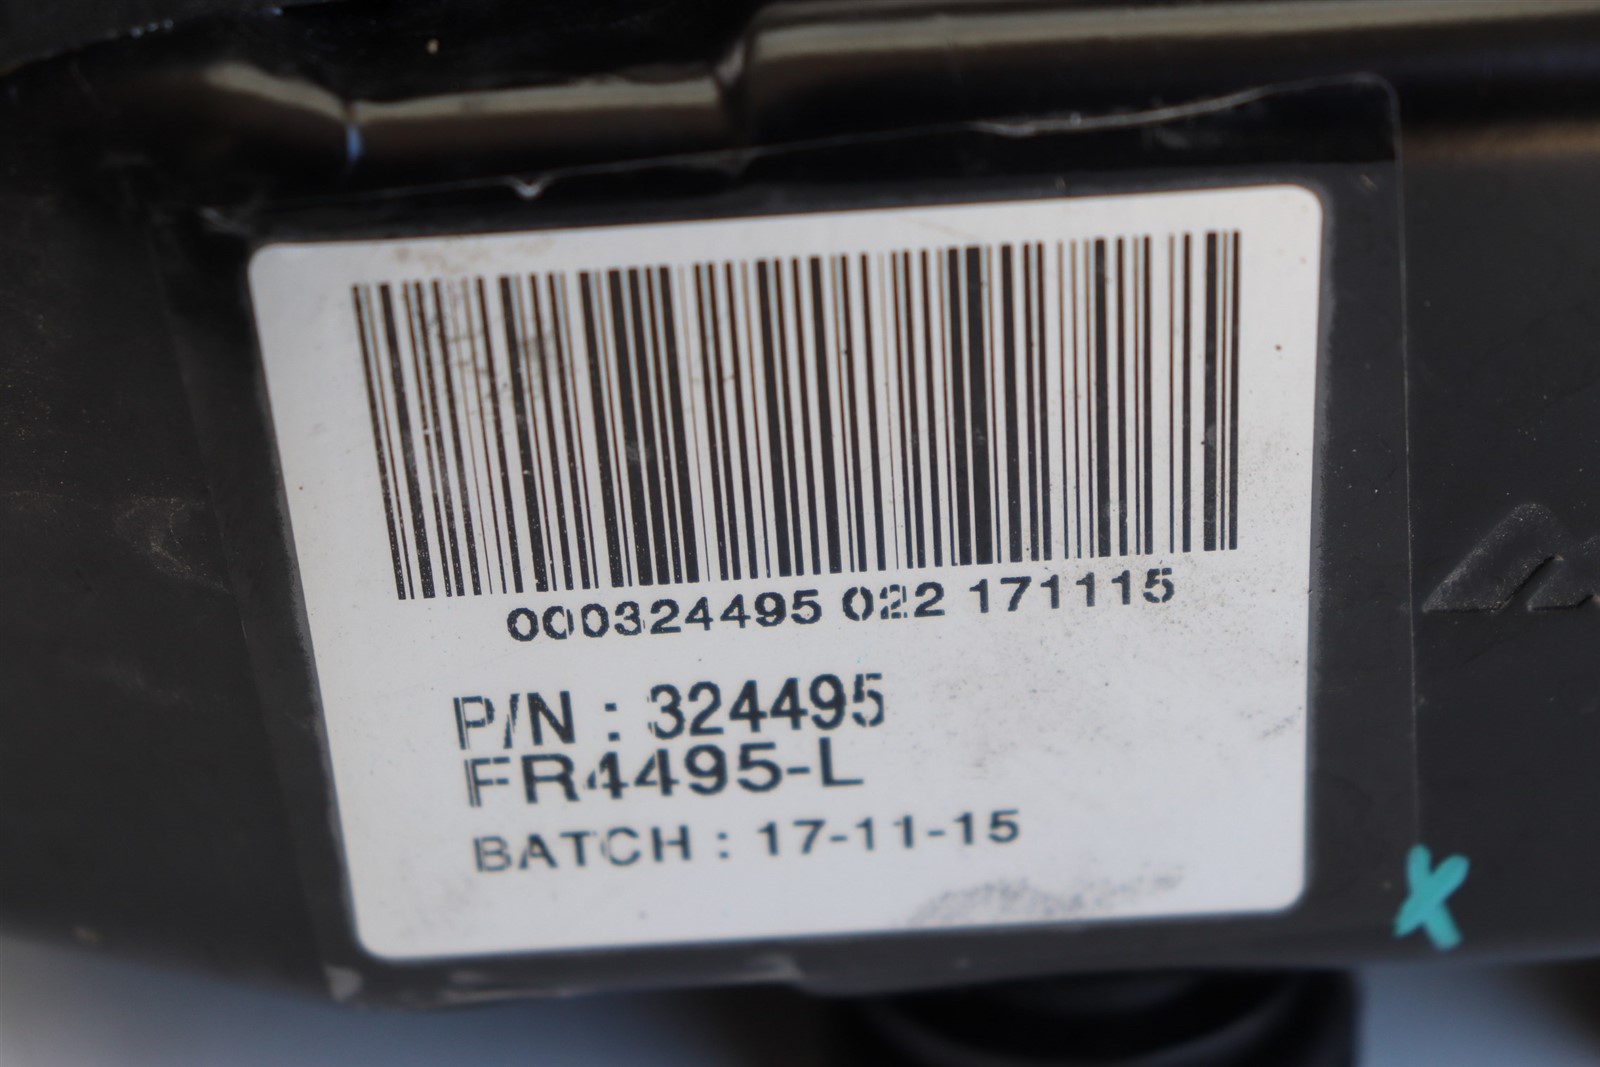 000324495 022 171115
P/N : 324495
FR4495-L
BATCH : 17-11-15
X